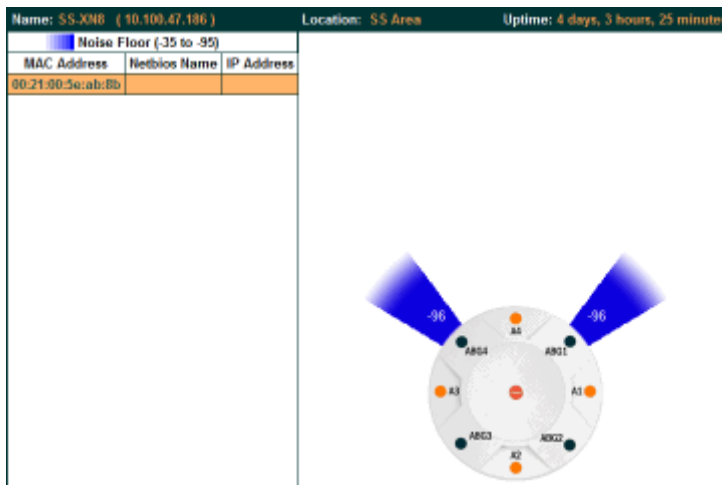 Name: SS-XN8 ( 10.100.47.186 ) Location: SS Area Uptime: 4 days, 3 hours, 25 minute
Noise Floor (-35 to -95)
MAC Address Netbios Name IP Address
00:21:00:5e:ab:8b
-96 -96
A4
ABG4 ABG1
A3 A1
ABG3 ABG2
A2